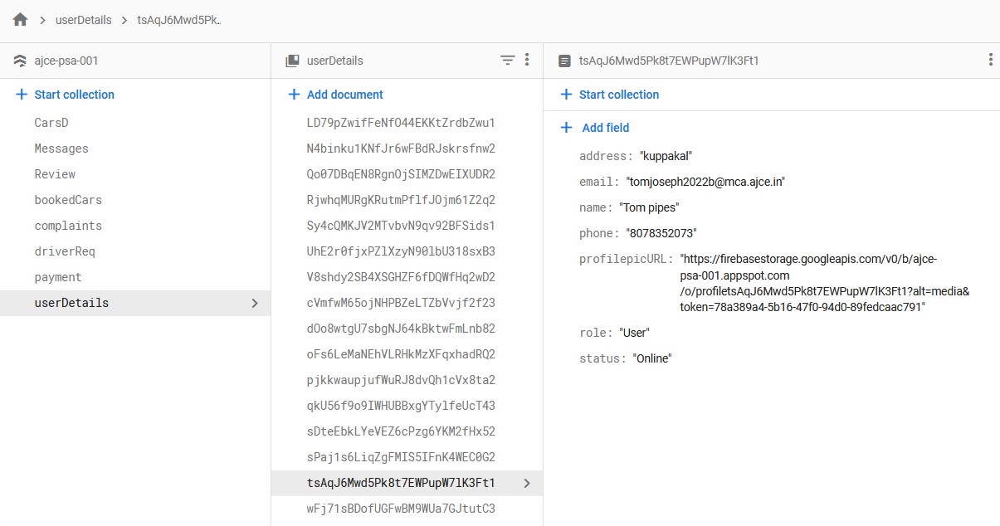 userDetails
tsAqJ6Mwd5Pk..
ajce-psa-001
userDetails
tsAqJ6Mwd5Pk8t7EWPupW7lK3Ft1
Start collection
Add document
Start collection
CarsD
Messages
Review
bookedCars
complaints
driverReq
payment
userDetails
LD79pZwifFeNfO44EKKtZrdbZwu1
N4binku1KNfJr6wFBdRJskrsfnw2
Qo07DBqEN8RgnOjSIMZDwEIXUDR2
RjwhqMURgKRutmPflfJOjm61Z2q2
Sy4cQMKJV2MTvbvN9qv92BFSids1
UhE2r0fjxPZlXzyN90lbU318sxB3
V8shdy2SB4XSGHZF6fDQWfHq2wD2
cVmfwM65ojNHPBZeLTZbVvjf2f23
dOo8wtgU7sbgNJ64kBktwFmLnb82
oFs6LeMaNEhVLRHkMzXFqxhadRQ2
pjkkwaupjufWuRJ8dvQh1cVx8ta2
qkU56f9o9IWHUBBxgYTylfeUcT43
sDteEbkLYeVEZ6cPzg6YKM2fHx52
sPaj1s6LiqZgFMIS5IFnK4WEC0G2
tsAqJ6Mwd5Pk8t7EWPupW7lK3Ft1
wFj71sBDofUGFwBM9WUa7GJtutC3
Add field
address: "kuppakal"
email: "tomjoseph2022b@mca.ajce.in"
name: "Tom pipes"
phone: "8078352073"
profilepicURL: "https://firebasestorage.googleapis.com/v0/b/ajce-
psa-001.appspot.com
/o/profiletsAqJ6Mwd5Pk8t7EWPupW7lK3Ft1?alt=media&
token=78a389a4-5b16-47f0-94d0-89fedcaac791"
role: "User"
status: "Online"